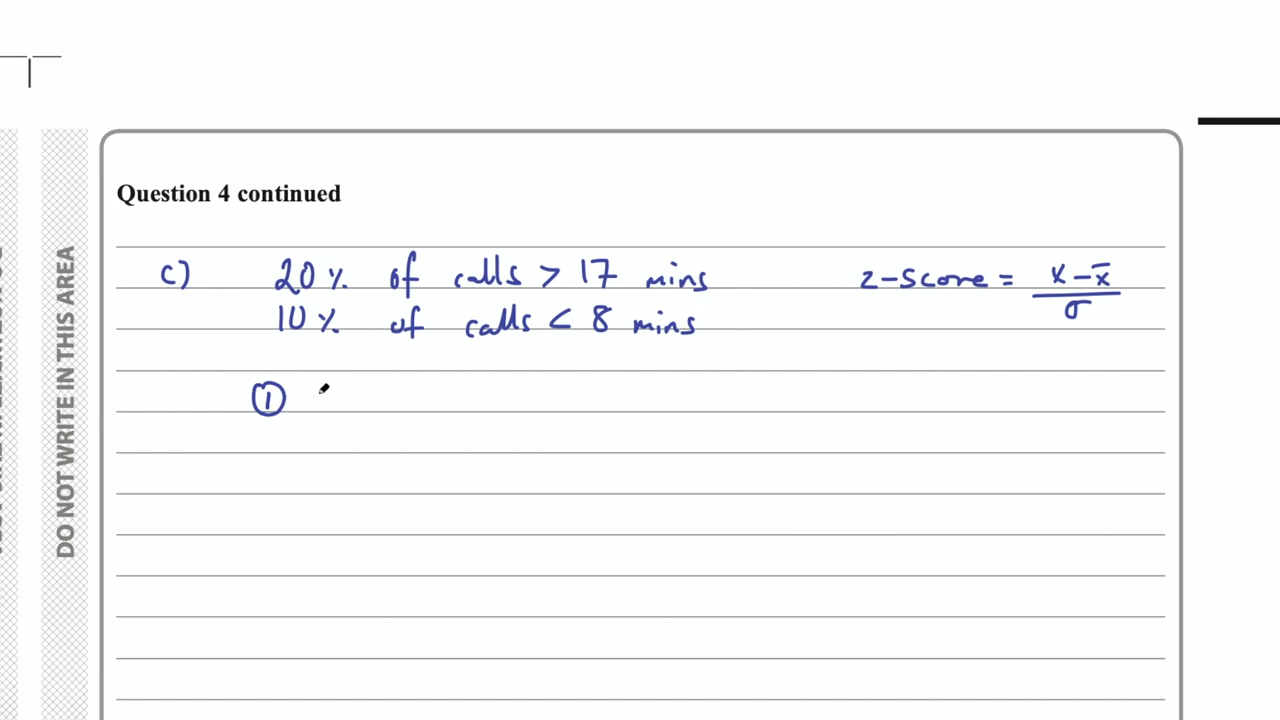 Question 4 continued
c) 20% of calls > 17 mins z-score = x - x̄ / σ
10% of calls < 8 mins
①
DO NOT WRITE IN THIS AREA